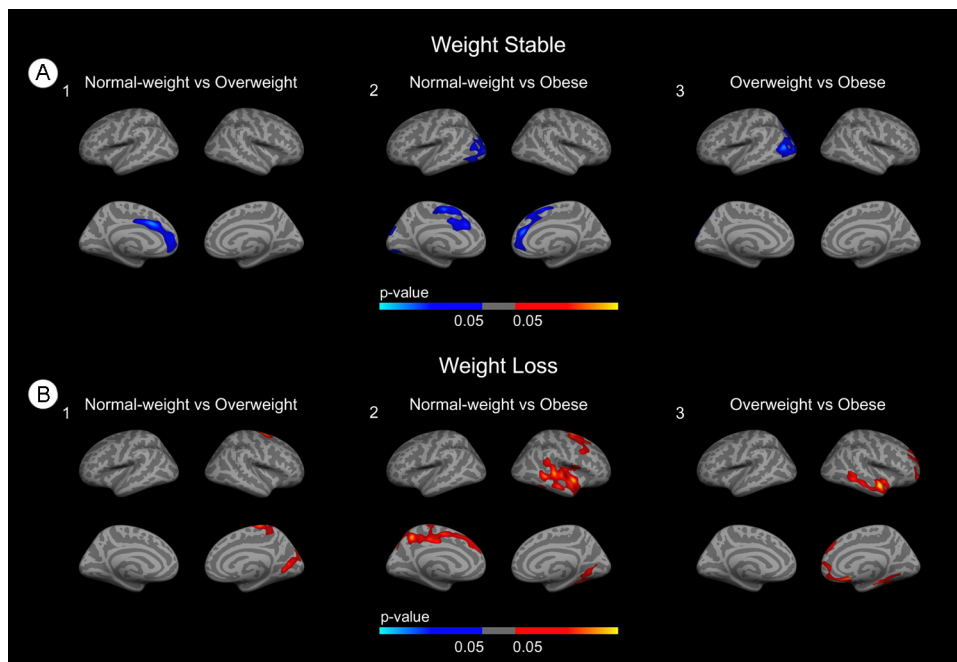 Weight Stable
A
1 Normal-weight vs Overweight
2 Normal-weight vs Obese
3 Overweight vs Obese
p-value
0.05 0.05
Weight Loss
B
1 Normal-weight vs Overweight
2 Normal-weight vs Obese
3 Overweight vs Obese
p-value
0.05 0.05